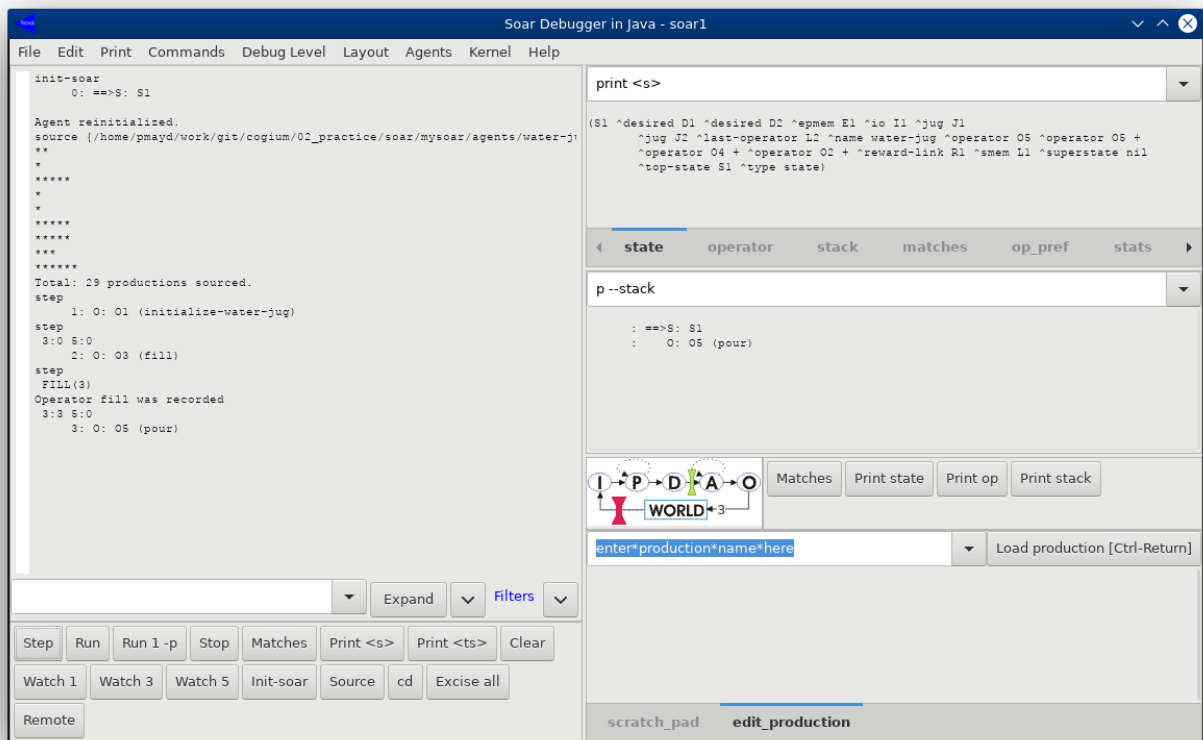 Soar Debugger in Java - soar1
File Edit Print Commands Debug Level Layout Agents Kernel Help
init-soar
0: ==>S: S1
Agent reinitialized.
source {/home/pmayd/work/git/cogium/02_practice/soar/mysoar/agents/water-ju
**
*
*****
*
*
*****
*****
***
******
Total: 29 productions sourced.
step
1: O: O1 (initialize-water-jug)
step
3:0 5:0
2: O: O3 (fill)
step
FILL(3)
Operator fill was recorded
3:3 5:0
3: O: O5 (pour)
Expand Filters
Step Run Run 1 -p Stop Matches Print <s> Print <ts> Clear
Watch 1 Watch 3 Watch 5 Init-soar Source cd Excise all
Remote
print <s>
(S1 ^desired D1 ^desired D2 ^epmem E1 ^io I1 ^jug J1
^jug J2 ^last-operator L2 ^name water-jug ^operator O5 ^operator O5 +
^operator O4 + ^operator O2 + ^reward-link R1 ^smem L1 ^superstate nil
^top-state S1 ^type state)
state operator stack matches op_pref stats
p --stack
: ==>S: S1
: O: O5 (pour)
I P D A O
WORLD 3
Matches Print state Print op Print stack
enter*production*name*here Load production [Ctrl-Return]
scratch_pad edit_production